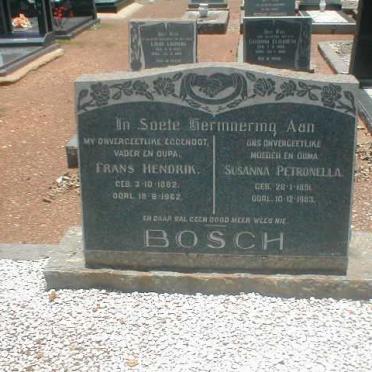 In Soete Herinnering Aan
MY ONVERGEETLIKE EGGENOOT,
VADER EN OUPA,
FRANS HENDRIK.
GEB. 3-10-1882.
OORL. 18-8-1962.
ONS ONVERGEETLIKE
MOEDER EN OUMA
SUSANNA PETRONELLA.
GEB. 28-1-1891.
OORL. 10-12-1983.
EN DAAR SAL GEEN DOOD MEER WEES NIE.
BOSCH